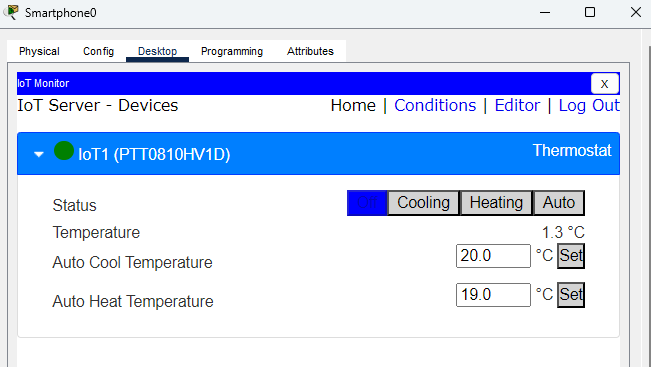 Smartphone0
Physical Config Desktop Programming Attributes
IoT Monitor X
IoT Server - Devices Home | Conditions | Editor | Log Out
IoT1 (PTT0810HV1D) Thermostat
Status Off Cooling Heating Auto
Temperature 1.3 °C
Auto Cool Temperature 20.0 °C Set
Auto Heat Temperature 19.0 °C Set